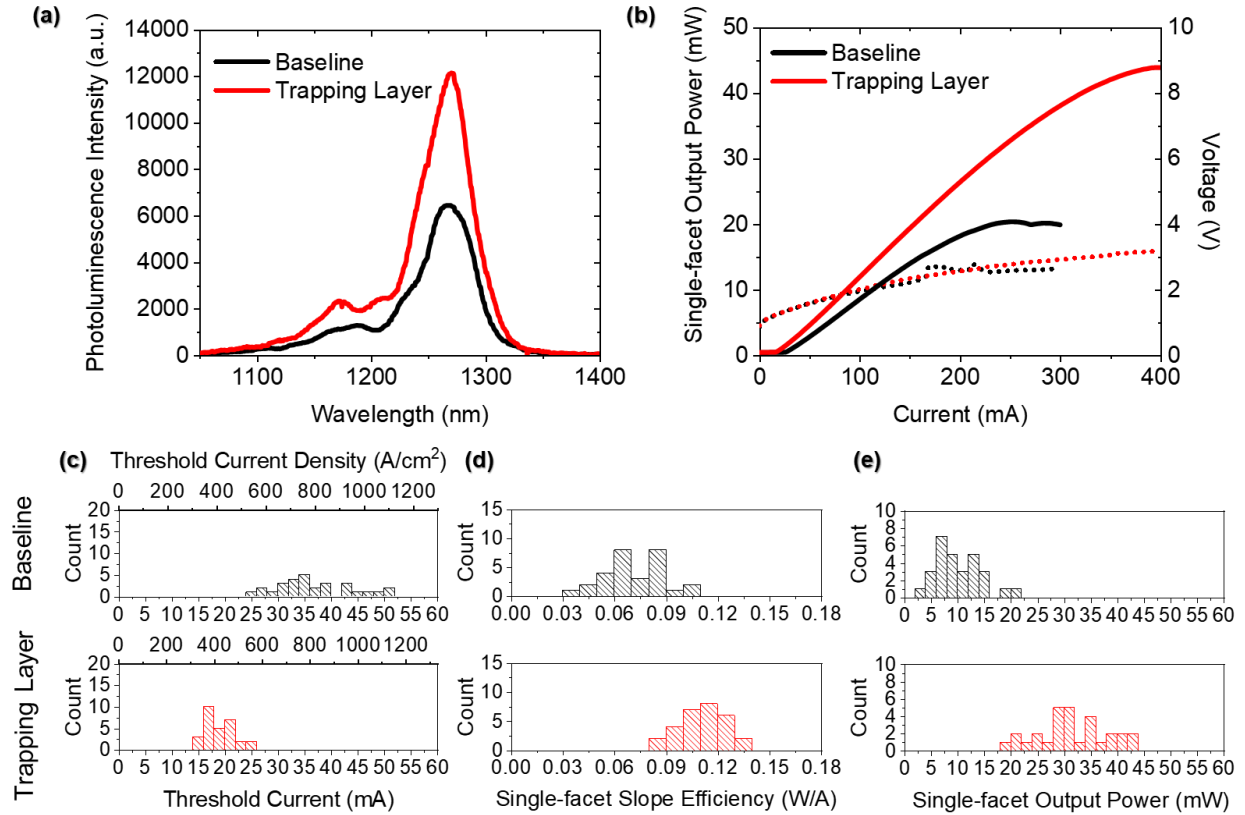 (a)
14000
12000
10000
8000
6000
4000
2000
0
Photoluminescence Intensity (a.u.)
Baseline
Trapping Layer
1100 1200 1300 1400
Wavelength (nm)
(b)
50
40
30
20
10
0
Single-facet Output Power (mW)
Baseline
Trapping Layer
10
8
6
4
2
0
Voltage (V)
0 100 200 300 400
Current (mA)
(c)
Threshold Current Density (A/cm²)
0 200 400 600 800 1000 1200
Baseline
20
15
10
5
0
Count
0 5 10 15 20 25 30 35 40 45 50 55 60
(d)
15
10
5
0
Count
0.00 0.03 0.06 0.09 0.12 0.15 0.18
(e)
10
8
6
4
2
0
Count
0 5 10 15 20 25 30 35 40 45 50 55 60
Trapping Layer
0 200 400 600 800 1000 1200
20
15
10
5
0
Count
0 5 10 15 20 25 30 35 40 45 50 55 60
Threshold Current (mA)
15
10
5
0
Count
0.00 0.03 0.06 0.09 0.12 0.15 0.18
Single-facet Slope Efficiency (W/A)
10
8
6
4
2
0
Count
0 5 10 15 20 25 30 35 40 45 50 55 60
Single-facet Output Power (mW)